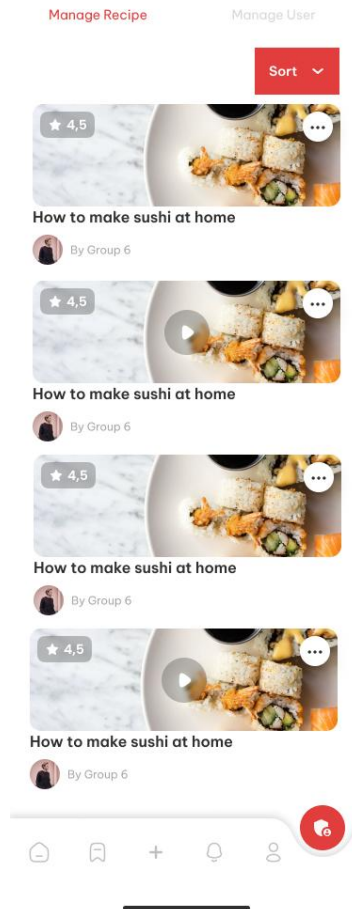 Manage Recipe
Manage User
Sort
4,5
How to make sushi at home
By Group 6
4,5
How to make sushi at home
By Group 6
4,5
How to make sushi at home
By Group 6
4,5
How to make sushi at home
By Group 6